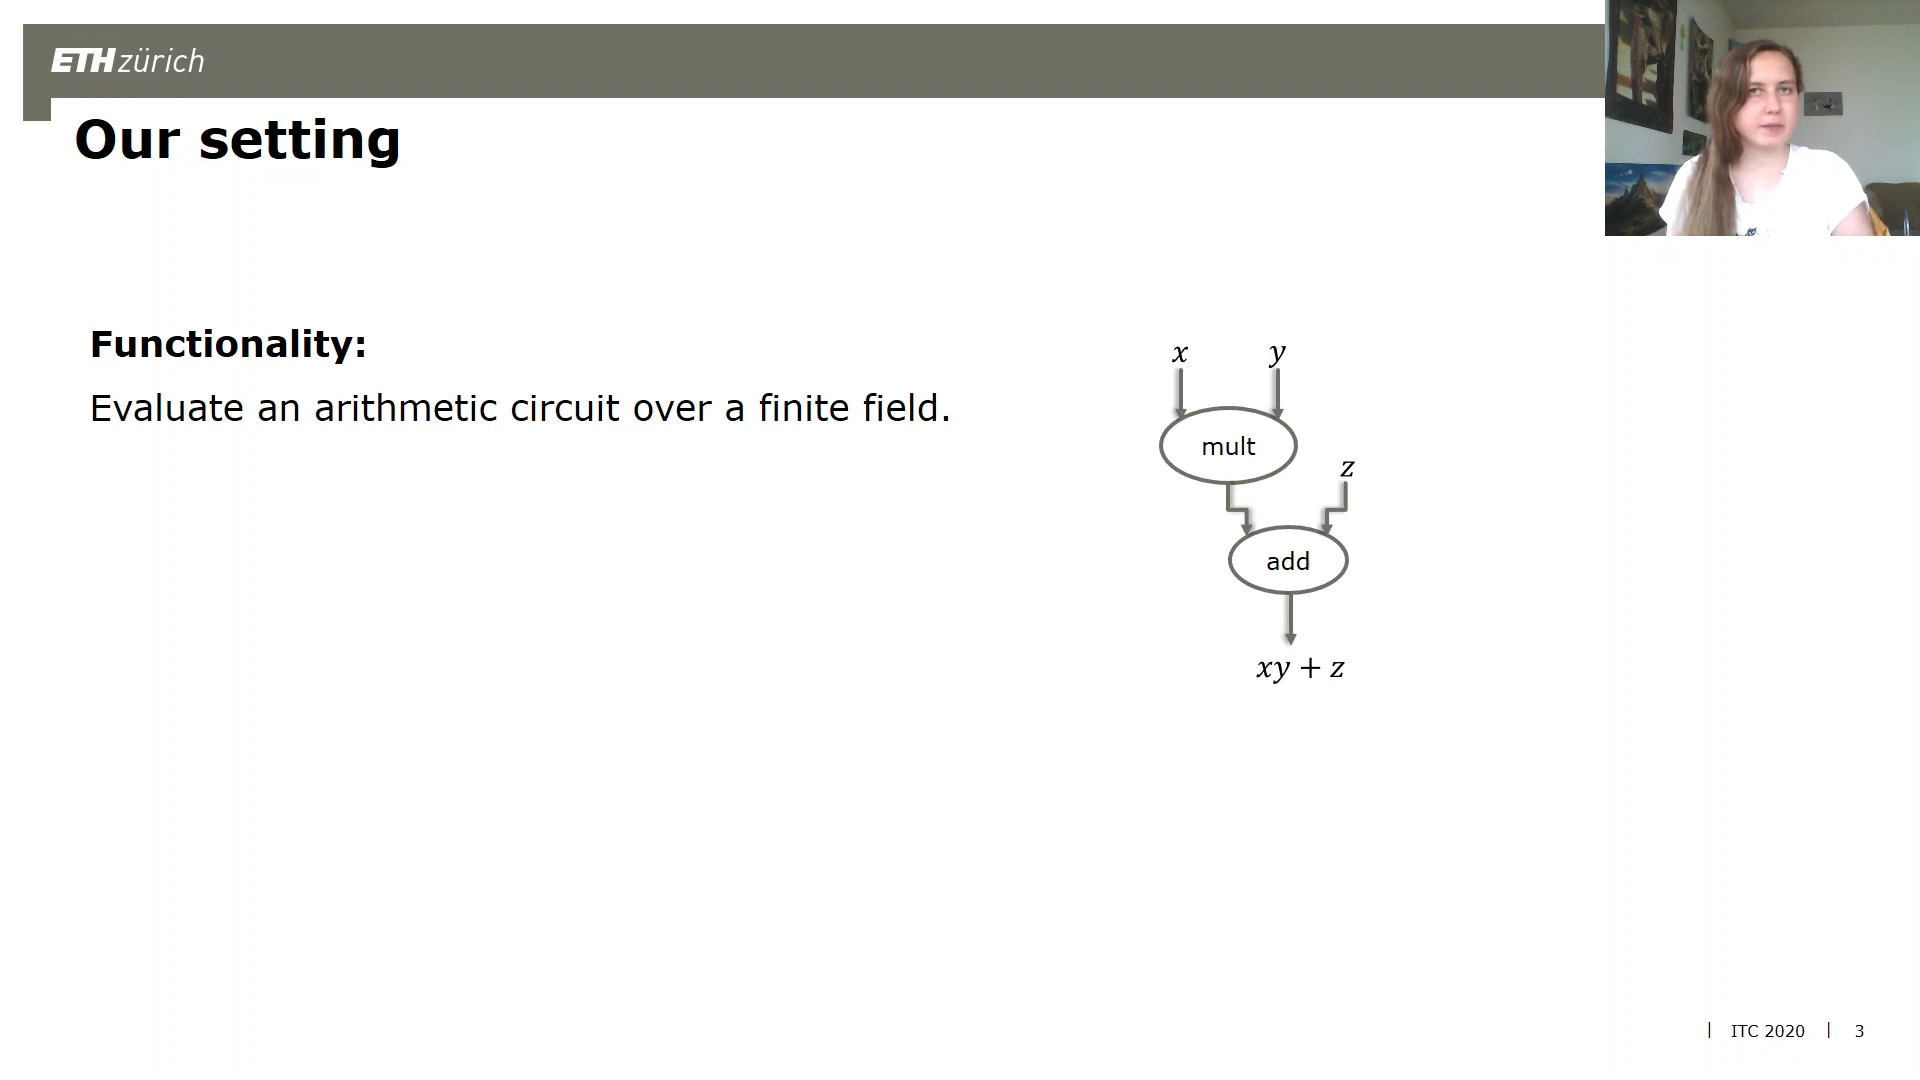 ETH zürich
Our setting
Functionality:
Evaluate an arithmetic circuit over a finite field.
x y
mult
z
add
xy + z
| ITC 2020 | 3